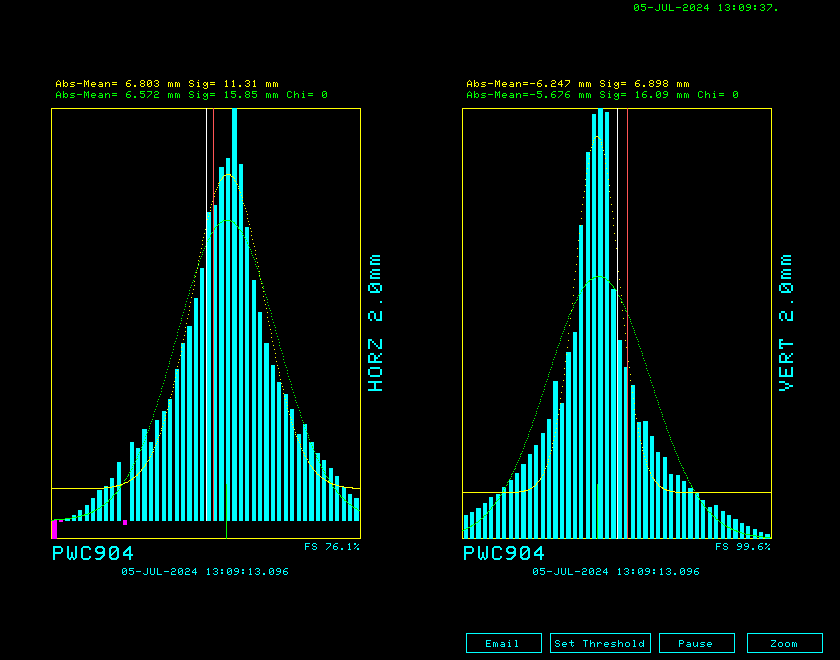 05-JUL-2024 13:09:37.
Abs-Mean= 6.803 mm Sig= 11.31 mm
Abs-Mean= 6.572 mm Sig= 15.85 mm Chi= 0
HORZ 2.0mm
FS 76.1%
PWC904
05-JUL-2024 13:09:13.096
Abs-Mean=-6.247 mm Sig= 6.898 mm
Abs-Mean=-5.676 mm Sig= 16.09 mm Chi= 0
VERT 2.0mm
FS 99.6%
PWC904
05-JUL-2024 13:09:13.096
Email
Set Threshold
Pause
Zoom